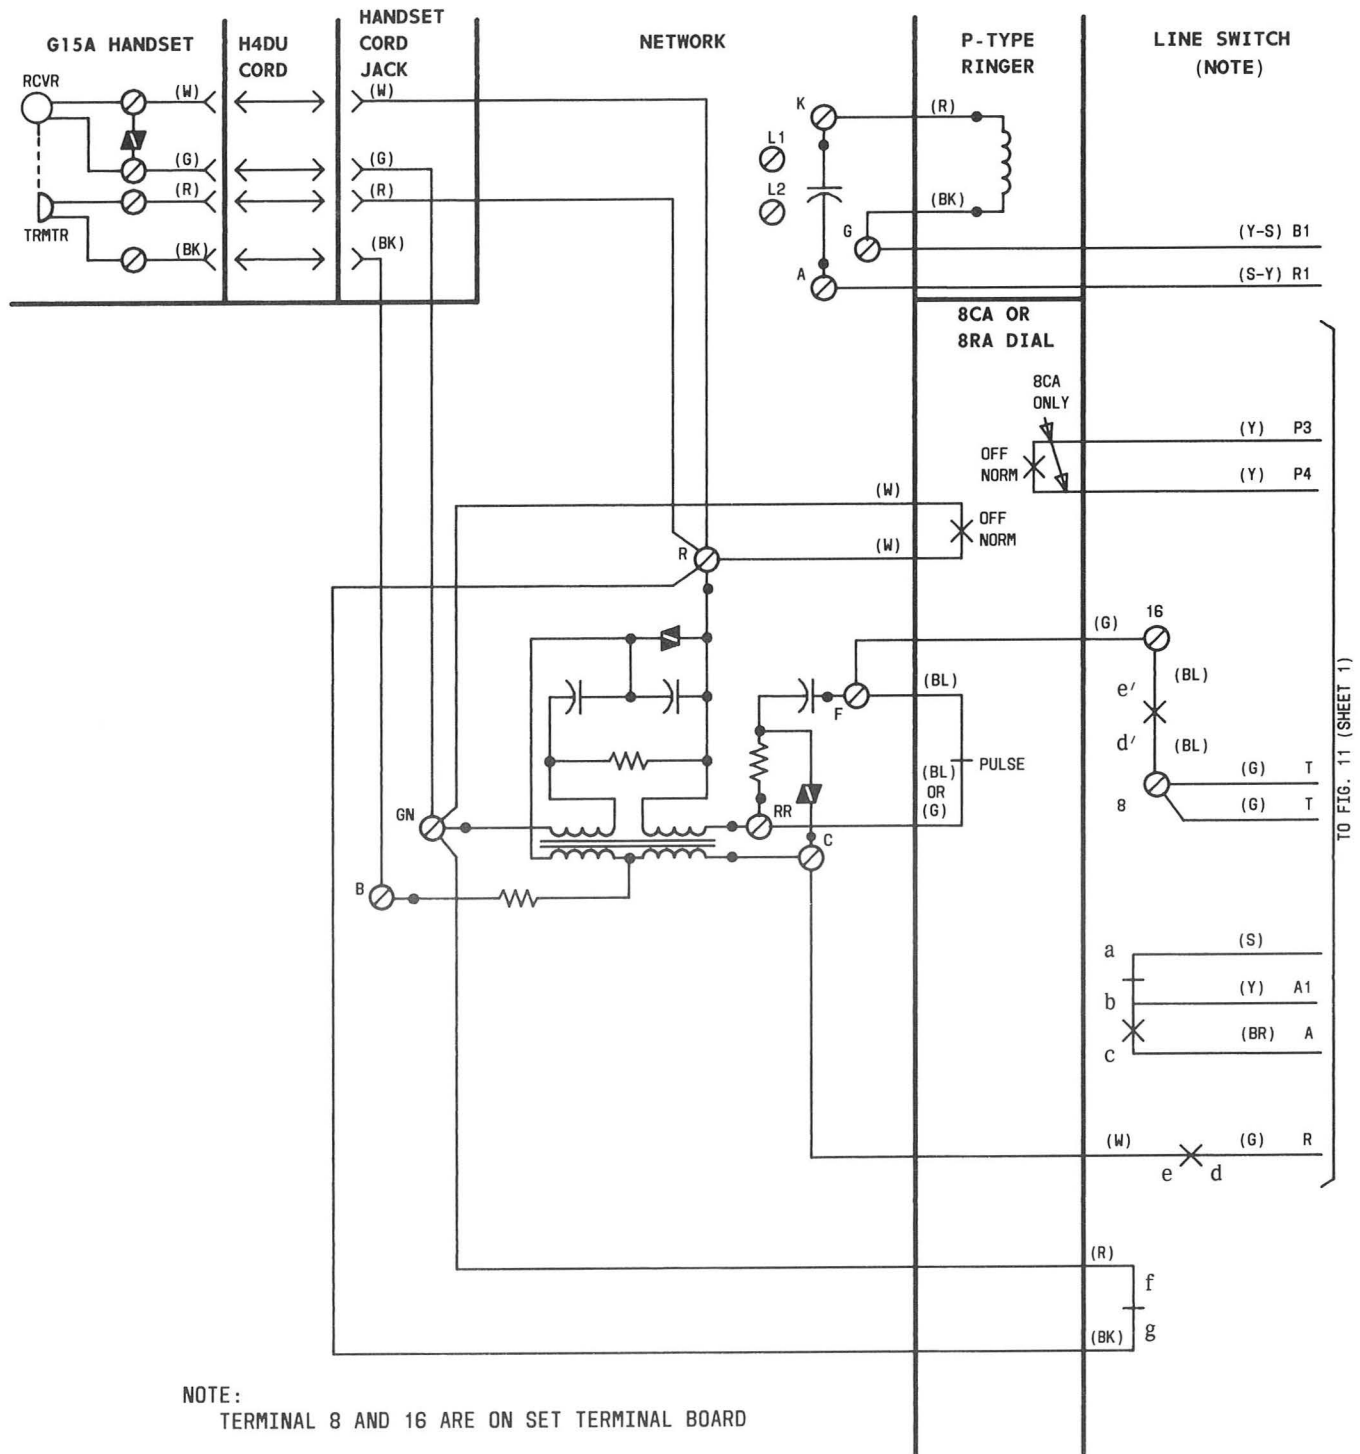 G15A HANDSET
H4DU
CORD
HANDSET
CORD
JACK
NETWORK
P-TYPE
RINGER
LINE SWITCH
(NOTE)
RCVR
(W)
(W)
(G)
(G)
(R)
(R)
TRMTR
(BK)
(BK)
K
(R)
L1
L2
(BK)
G
(Y-S) B1
A
(S-Y) R1
8CA OR
8RA DIAL
8CA
ONLY
(Y) P3
OFF
NORM
(Y) P4
(W)
OFF
NORM
(W)
R
16
(G)
(BL)
e′
F
(BL)
d′
(BL)
PULSE
(BL)
OR
(G)
(G) T
8
(G) T
GN
RR
C
B
a
(S)
b
(Y) A1
c
(BR) A
(W)
(G) R
e
d
(R)
f
g
(BK)
TO FIG. 11 (SHEET 1)
NOTE:
TERMINAL 8 AND 16 ARE ON SET TERMINAL BOARD